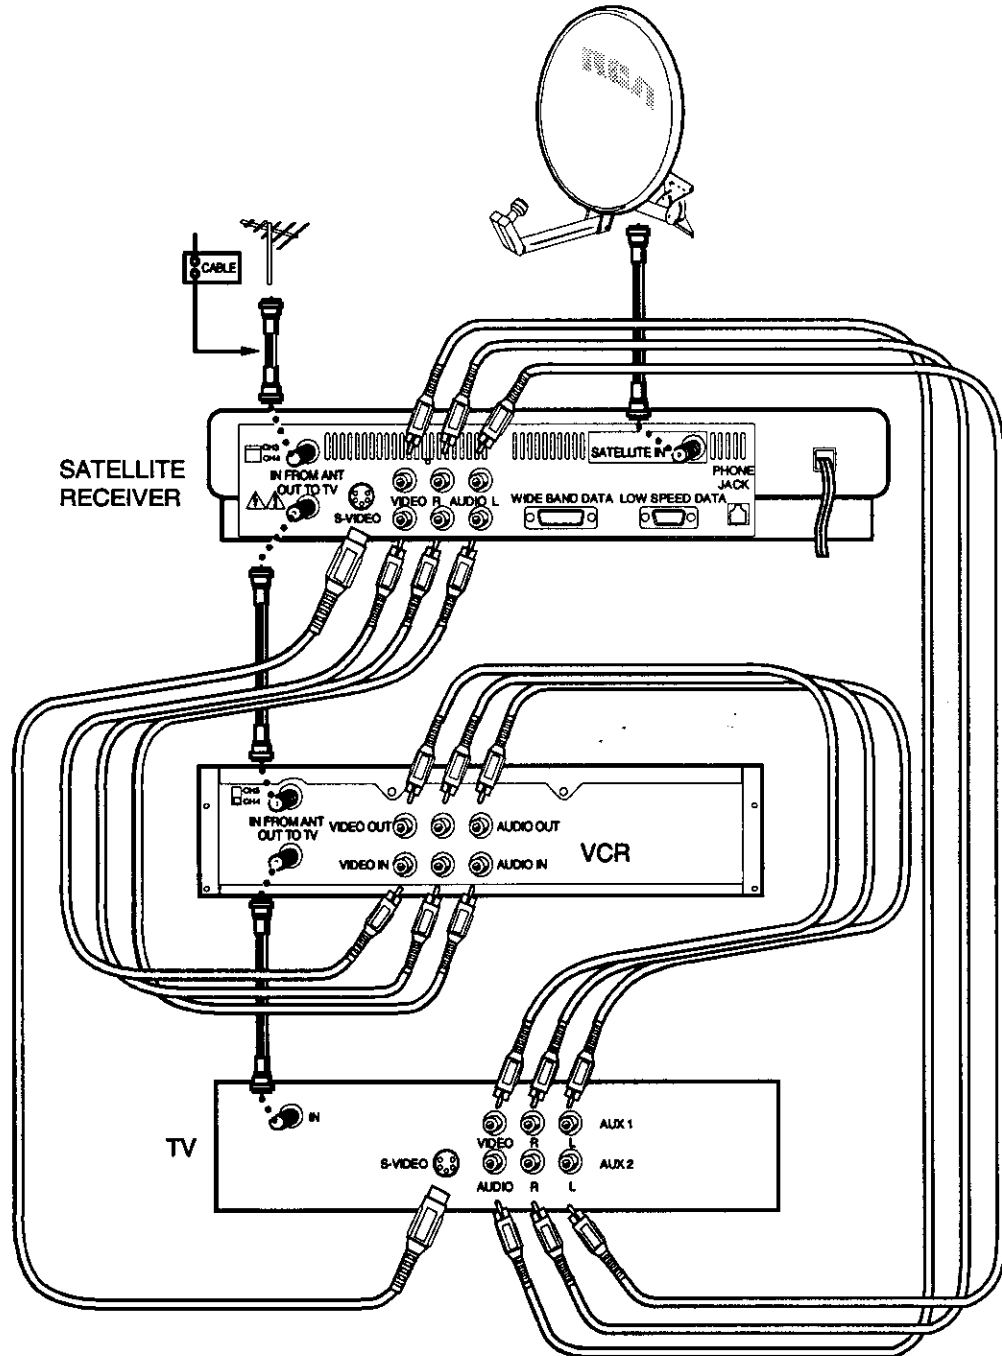 RCA
CABLE
SATELLITE
RECEIVER
CH3
CH4
IN FROM ANT
OUT TO TV
S-VIDEO
VIDEO R AUDIO L
SATELLITE IN
PHONE
JACK
WIDE BAND DATA LOW SPEED DATA
CH3
CH4
IN FROM ANT
OUT TO TV
VIDEO OUT
AUDIO OUT
VIDEO IN
AUDIO IN
VCR
TV
IN
VIDEO R L
AUX 1
S-VIDEO
AUX 2
AUDIO R L